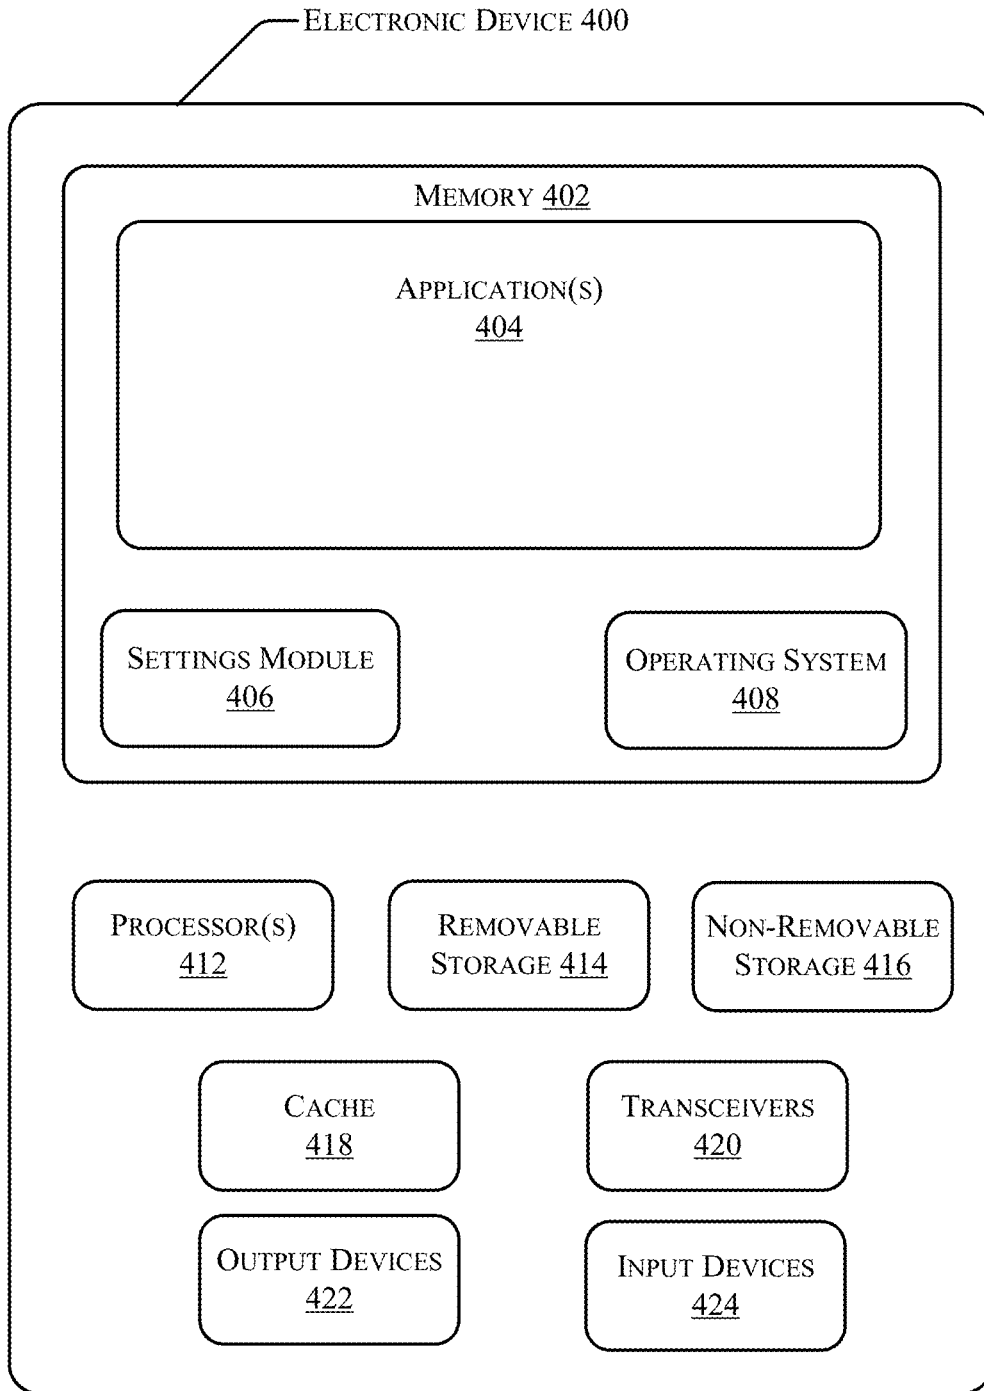 ELECTRONIC DEVICE 400
MEMORY 402
APPLICATION(S)
404
SETTINGS MODULE
406
OPERATING SYSTEM
408
PROCESSOR(S)
412
REMOVABLE
STORAGE 414
NON-REMOVABLE
STORAGE 416
CACHE
418
TRANSCEIVERS
420
OUTPUT DEVICES
422
INPUT DEVICES
424